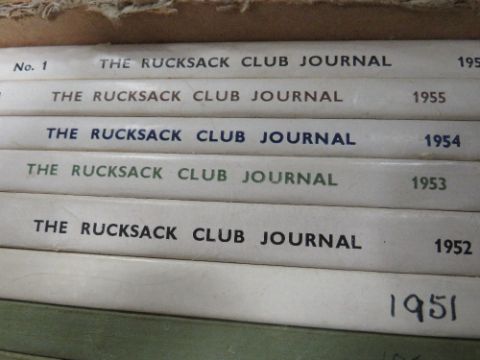 No. 1 THE RUCKSACK CLUB JOURNAL
THE RUCKSACK CLUB JOURNAL 1955
THE RUCKSACK CLUB JOURNAL 1954
THE RUCKSACK CLUB JOURNAL 1953
THE RUCKSACK CLUB JOURNAL 1952
1951